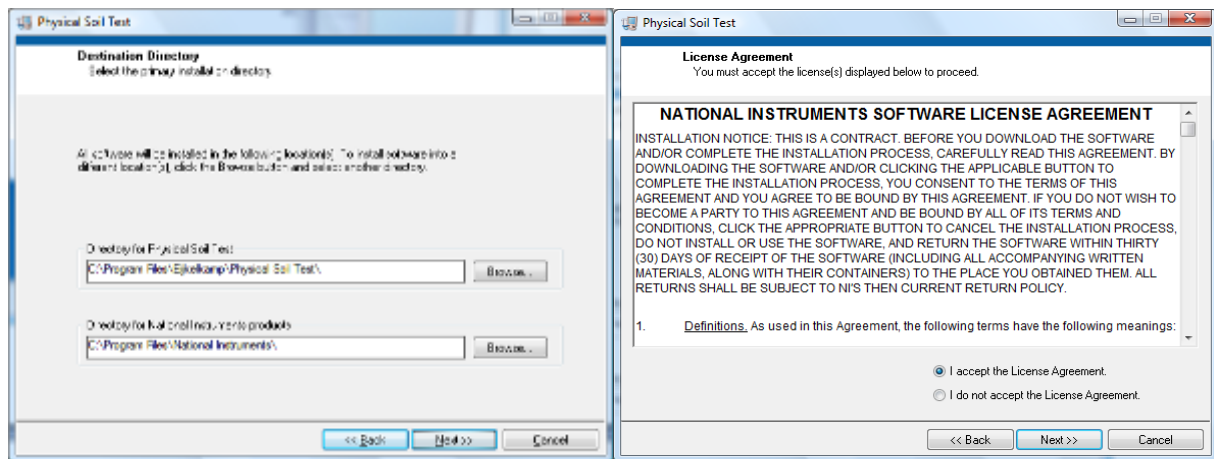 Physical Soil Test
Destination Directory
Select the primary installation directory.
All software will be installed in the following location(s). To install software into a
different location(s), click the Browse button and select another directory.
Directory for Physical Soil Test
C:\Program Files\Eijkelkamp\Physical Soil Test\
Browse...
Directory for National Instruments products
C:\Program Files\National Instruments\
Browse...
<< Back
Next >>
Cancel
Physical Soil Test
License Agreement
You must accept the license(s) displayed below to proceed.
NATIONAL INSTRUMENTS SOFTWARE LICENSE AGREEMENT
INSTALLATION NOTICE: THIS IS A CONTRACT. BEFORE YOU DOWNLOAD THE SOFTWARE
AND/OR COMPLETE THE INSTALLATION PROCESS, CAREFULLY READ THIS AGREEMENT. BY
DOWNLOADING THE SOFTWARE AND/OR CLICKING THE APPLICABLE BUTTON TO
COMPLETE THE INSTALLATION PROCESS, YOU CONSENT TO THE TERMS OF THIS
AGREEMENT AND YOU AGREE TO BE BOUND BY THIS AGREEMENT. IF YOU DO NOT WISH TO
BECOME A PARTY TO THIS AGREEMENT AND BE BOUND BY ALL OF ITS TERMS AND
CONDITIONS, CLICK THE APPROPRIATE BUTTON TO CANCEL THE INSTALLATION PROCESS,
DO NOT INSTALL OR USE THE SOFTWARE, AND RETURN THE SOFTWARE WITHIN THIRTY
(30) DAYS OF RECEIPT OF THE SOFTWARE (INCLUDING ALL ACCOMPANYING WRITTEN
MATERIALS, ALONG WITH THEIR CONTAINERS) TO THE PLACE YOU OBTAINED THEM. ALL
RETURNS SHALL BE SUBJECT TO NI'S THEN CURRENT RETURN POLICY.
1. Definitions. As used in this Agreement, the following terms have the following meanings:
I accept the License Agreement.
I do not accept the License Agreement.
<< Back
Next >>
Cancel